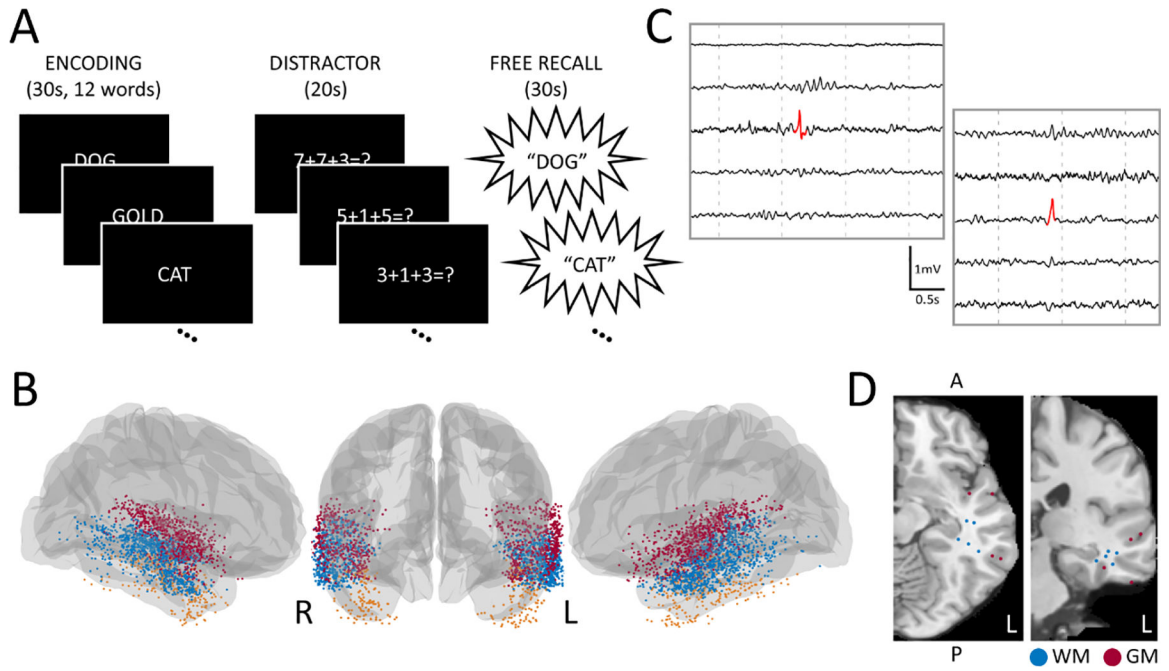 A
ENCODING
(30s, 12 words)
DOG
GOLD
CAT
DISTRACTOR
(20s)
7+7+3=?
5+1+5=?
3+1+3=?
FREE RECALL
(30s)
“DOG”
“CAT”
C
1mV
0.5s
B
R
L
D
A
L
L
P
WM
GM